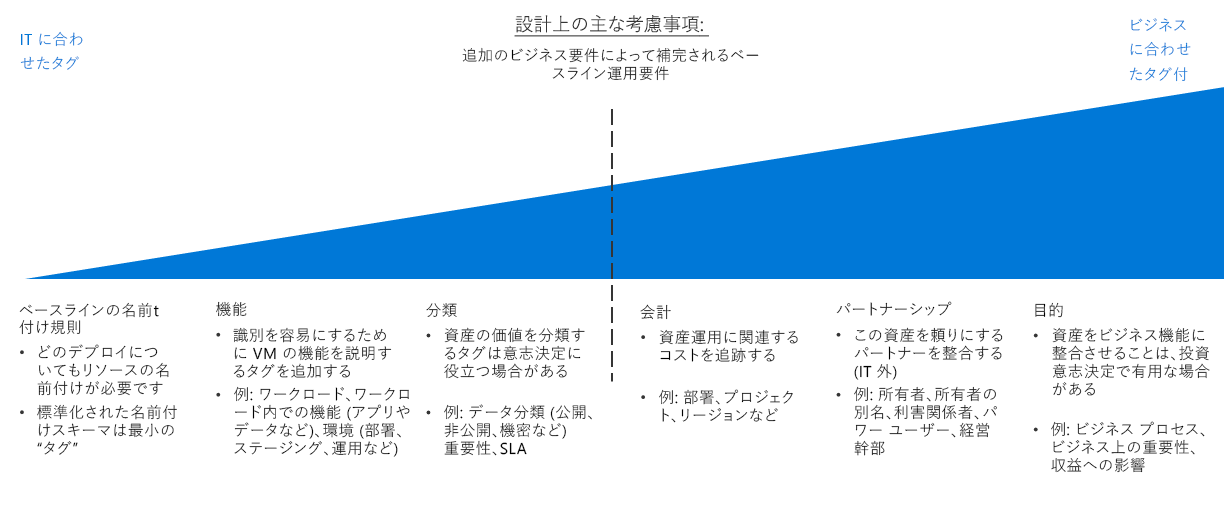 IT に合わ
せたタグ
設計上の主な考慮事項:
追加のビジネス要件によって補完されるベー
スライン運用要件
ビジネス
に合わせ
たタグ付
ベースラインの名前t
付け規則
• どのデプロイにつ
いてもリソースの名
前付けが必要です
• 標準化された名前付
けスキーマは最小の
“タグ”
機能
• 識別を容易にするため
に VM の機能を説明す
るタグを追加する
• 例: ワークロード、ワークロ
ード内での機能 (アプリや
データなど)、環境 (部署、
ステージング、運用など)
分類
• 資産の価値を分類す
るタグは意志決定に
役立つ場合がある
• 例: データ分類 (公開、
非公開、機密など)
重要性、SLA
会計
• 資産運用に関連する
コストを追跡する
• 例: 部署、プロジェク
ト、リージョンなど
パートナーシップ
• この資産を頼りにする
パートナーを整合する
(IT 外)
• 例: 所有者、所有者の
別名、利害関係者、パ
ワー ユーザー、経営
幹部
目的
• 資産をビジネス機能に
整合させることは、投資
意志決定で有用な場合
がある
• 例: ビジネス プロセス、
ビジネス上の重要性、
収益への影響